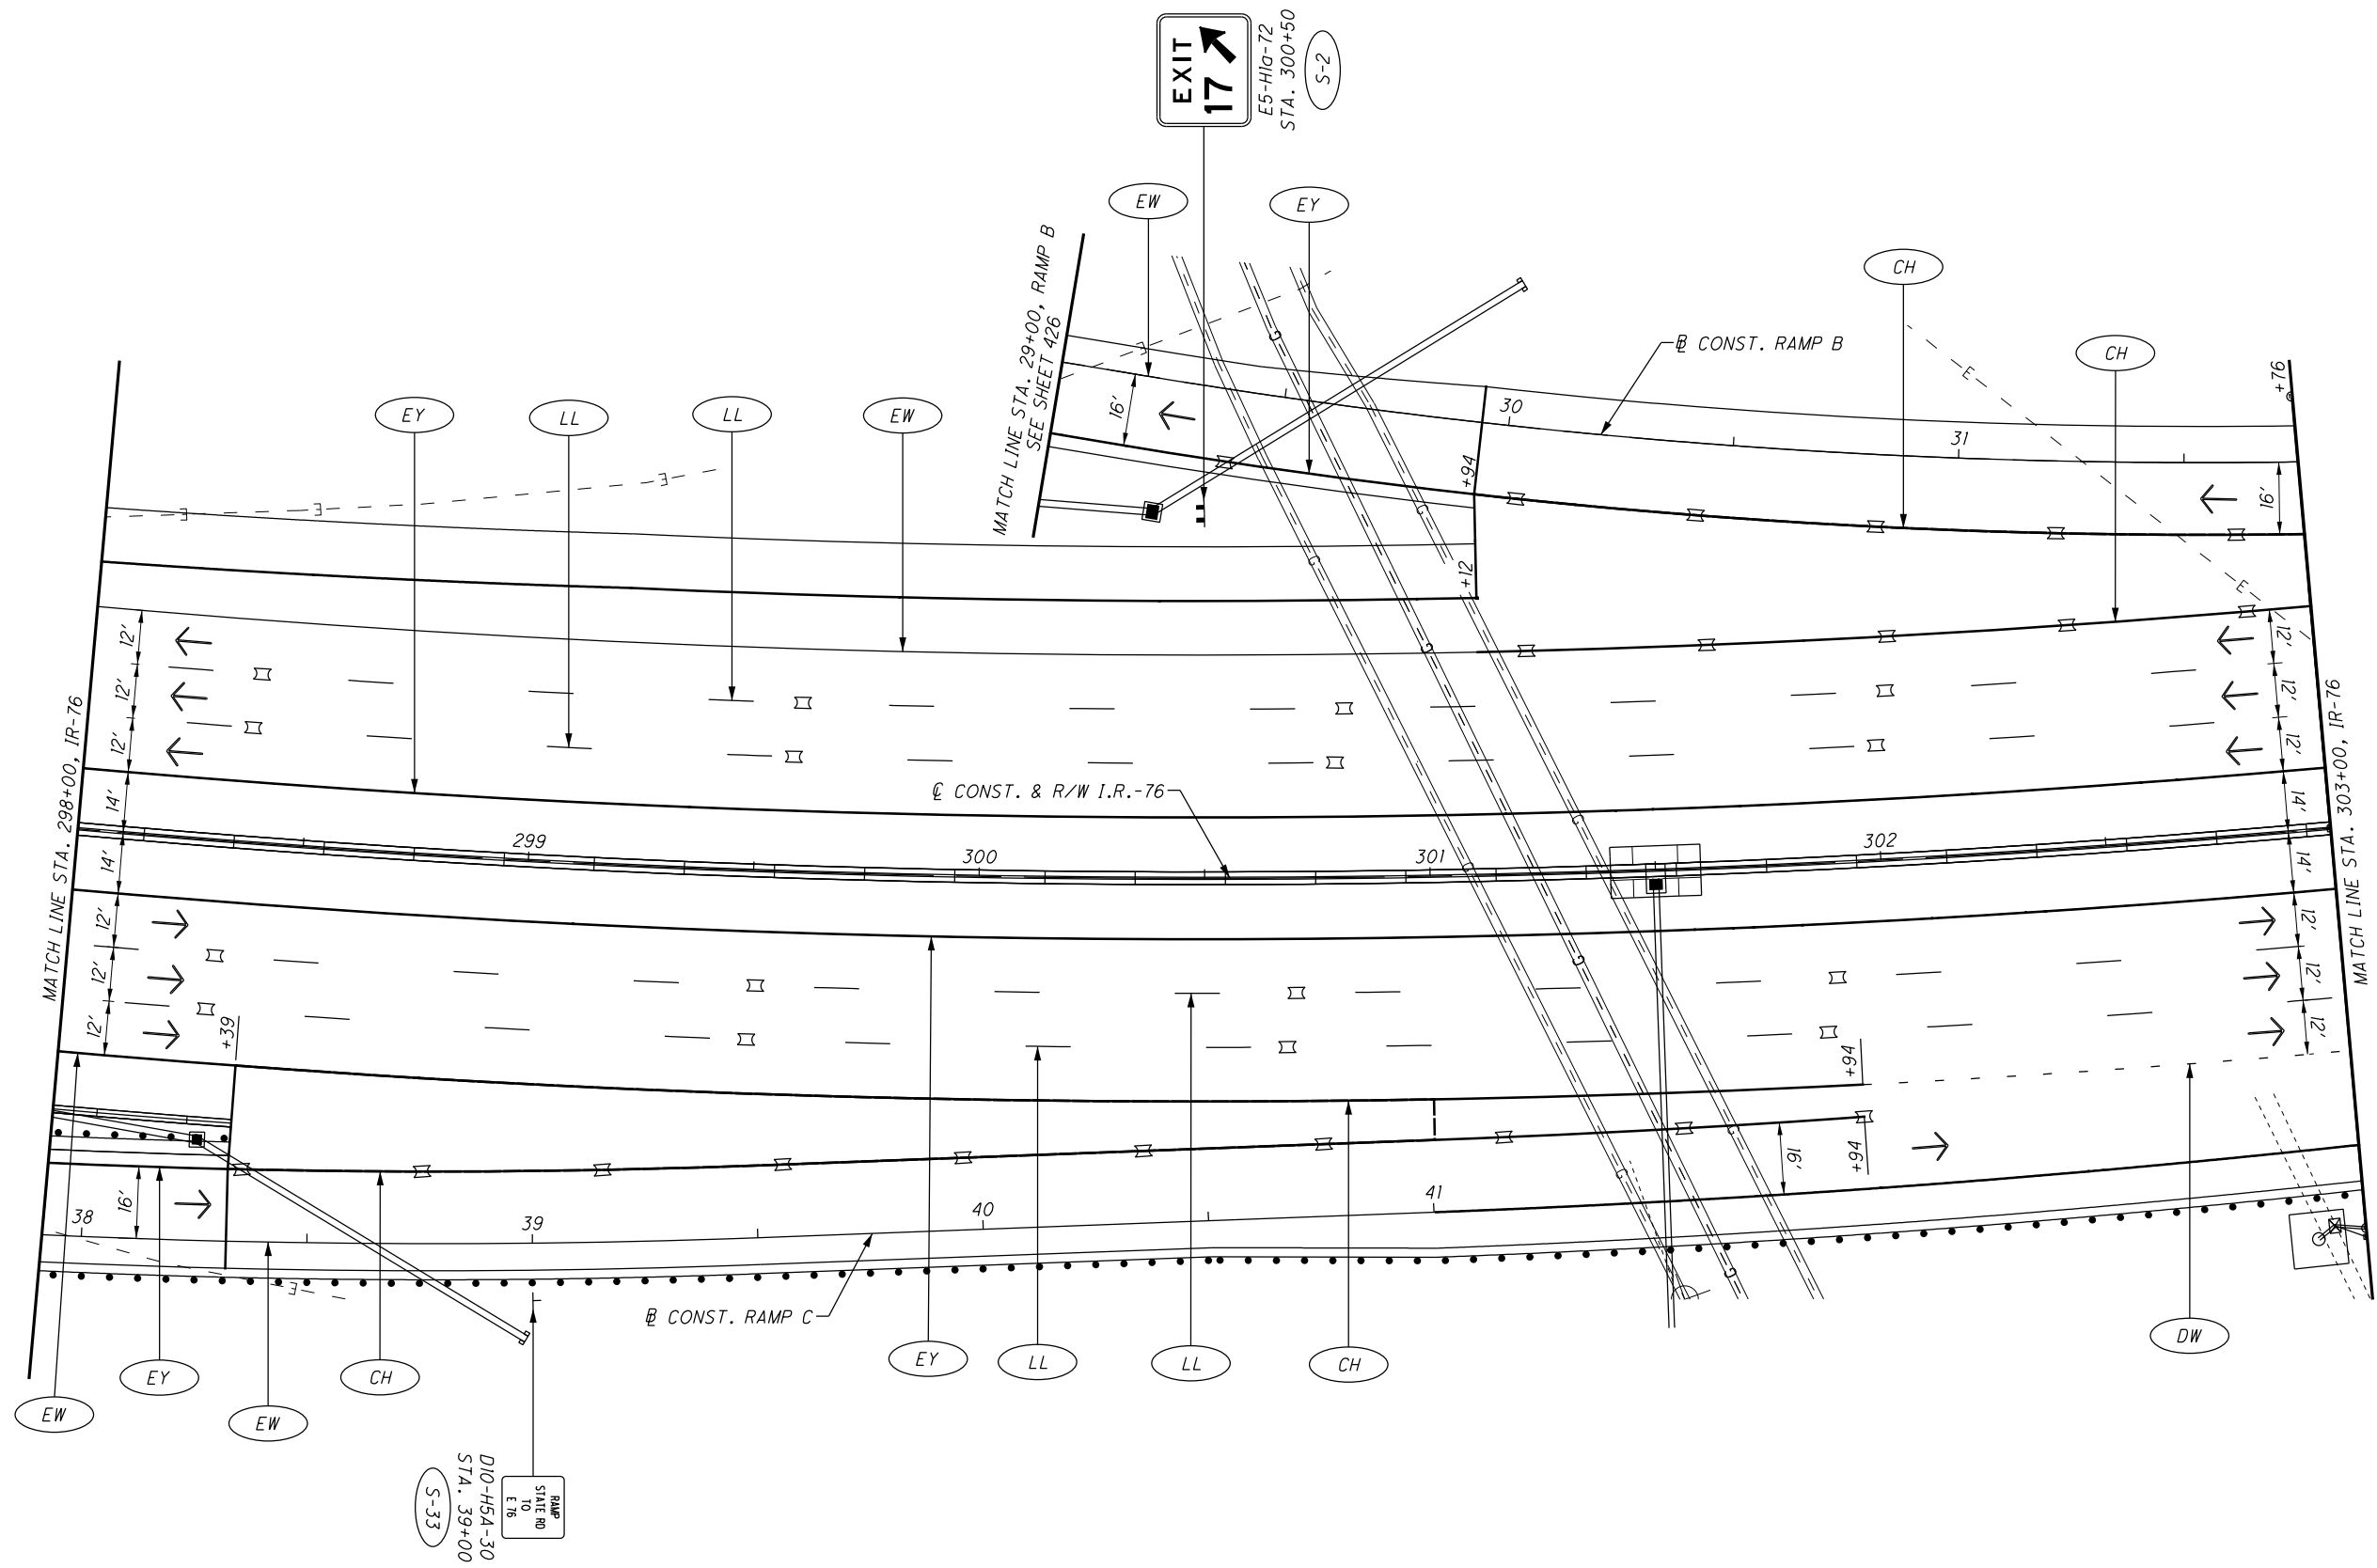 EXIT
17
E5-H1a-72
STA. 300+50
S-2
EW
EY
CH
CH
MATCH LINE STA. 29+00, RAMP B
SEE SHEET 426
16'
℄ CONST. RAMP B
30
31
+94
+12
+76
16'
E
E
E
E
E
E
G
G
G
G
G
G
G
G
G
G
G
EY
LL
LL
EW
MATCH LINE STA. 298+00, IR-76
12'
12'
12'
14'
14'
12'
12'
12'
℄ CONST. & R/W I.R.-76
299
300
301
302
12'
12'
12'
14'
14'
12'
12'
12'
MATCH LINE STA. 303+00, IR-76
+39
+94
+94
16'
16'
38
39
40
41
E
℄ CONST. RAMP C
EW
EY
EW
CH
EY
LL
LL
CH
DW
RAMP
STATE RD
TO
E 76
D10-H5A-30
STA. 39+00
S-33